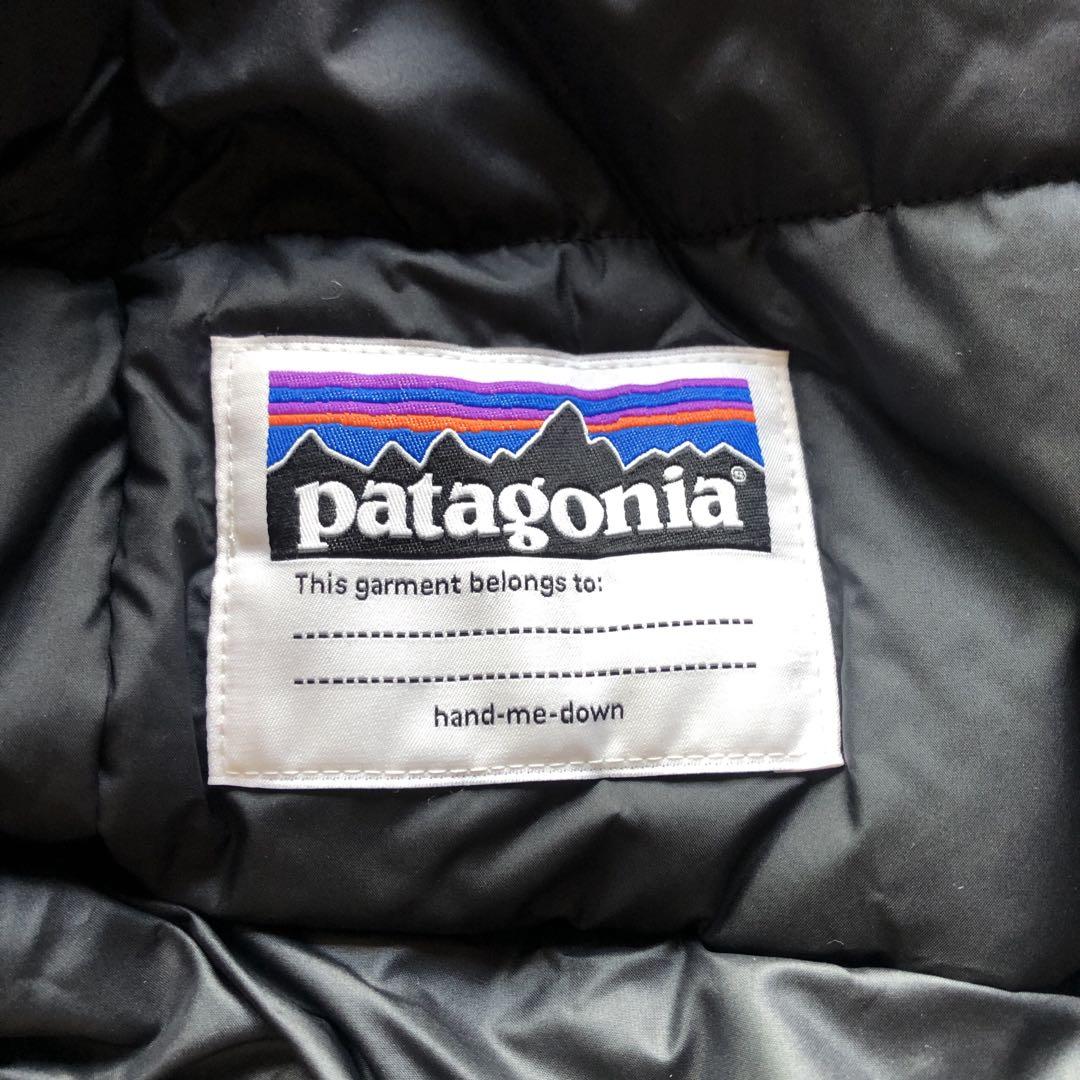 patagonia®
This garment belongs to:
hand-me-down